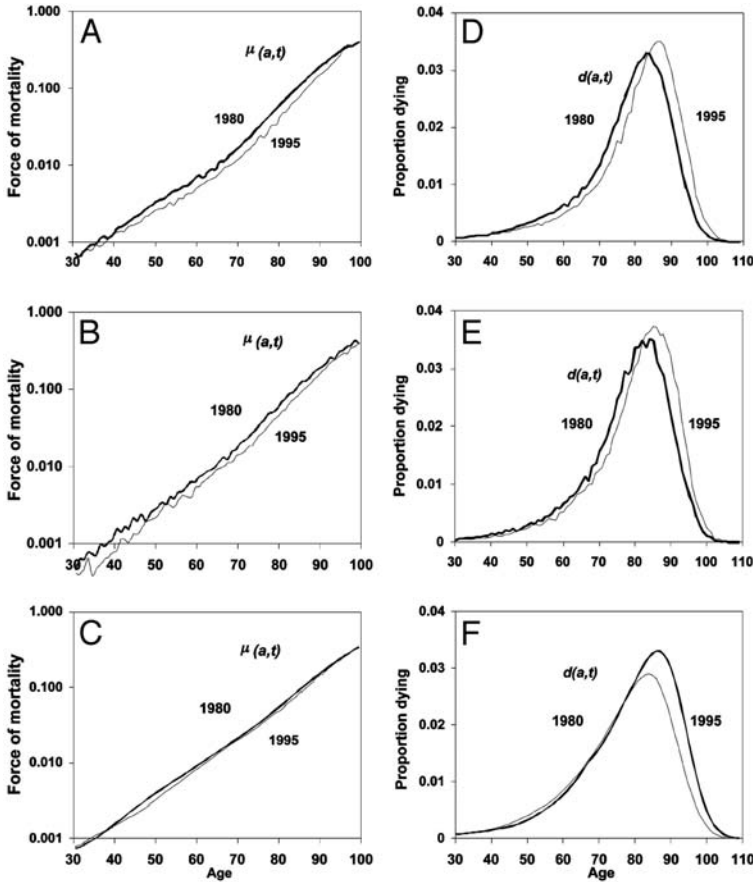 A
1.000
0.100
0.010
0.001
Force of mortality
μ (a,t)
1980
1995
30 40 50 60 70 80 90 100
D
0.04
0.03
0.02
0.01
0
Proportion dying
d(a,t)
1980
1995
30 40 50 60 70 80 90 100 110
B
1.000
0.100
0.010
0.001
Force of mortality
μ (a,t)
1980
1995
30 40 50 60 70 80 90 100
E
0.04
0.03
0.02
0.01
0
Proportion dying
d(a,t)
1980
1995
30 40 50 60 70 80 90 100 110
C
1.000
0.100
0.010
0.001
Force of mortality
μ (a,t)
1980
1995
30 40 50 60 70 80 90 100
Age
F
0.04
0.03
0.02
0.01
0
Proportion dying
d(a,t)
1980
1995
30 40 50 60 70 80 90 100 110
Age